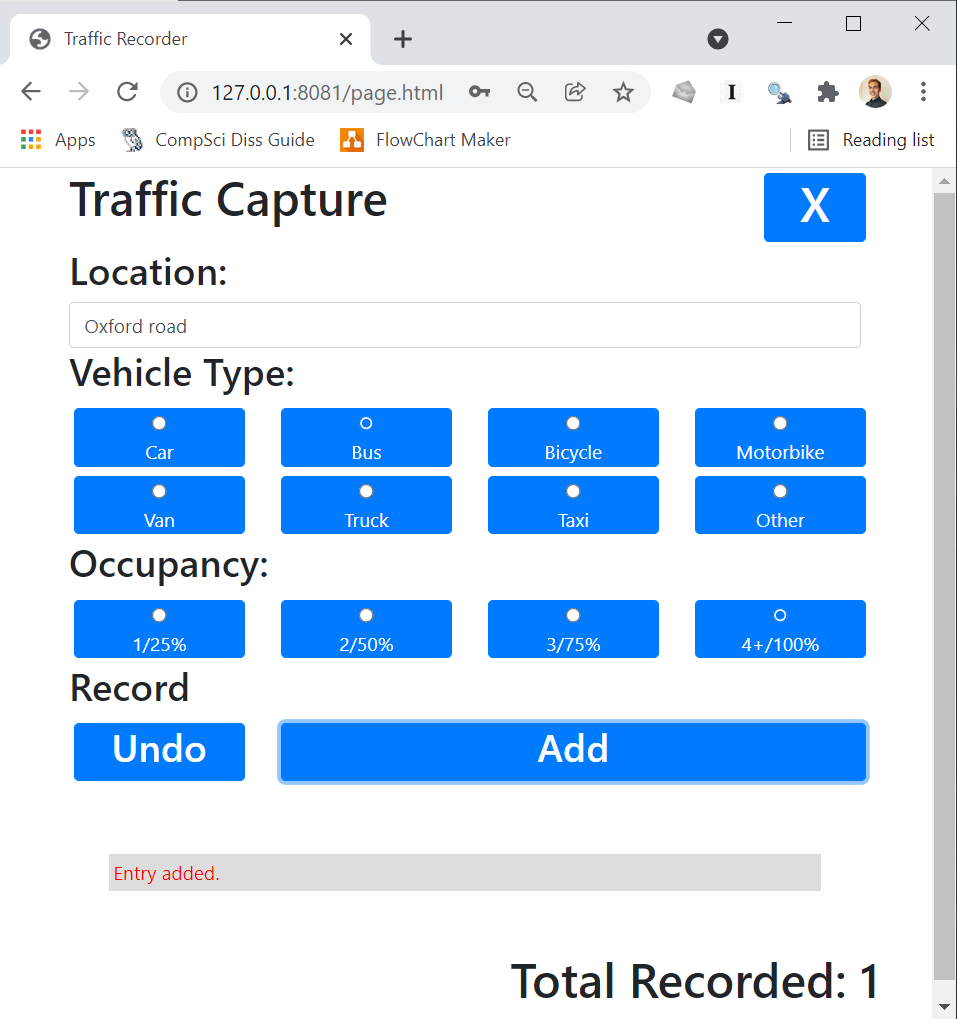 Traffic Recorder
127.0.0.1:8081/page.html
I
Apps CompSci Diss Guide FlowChart Maker Reading list
Traffic Capture X
Location:
Oxford road
Vehicle Type:
Car Bus Bicycle Motorbike
Van Truck Taxi Other
Occupancy:
1/25% 2/50% 3/75% 4+/100%
Record
Undo Add
Entry added.
Total Recorded: 1